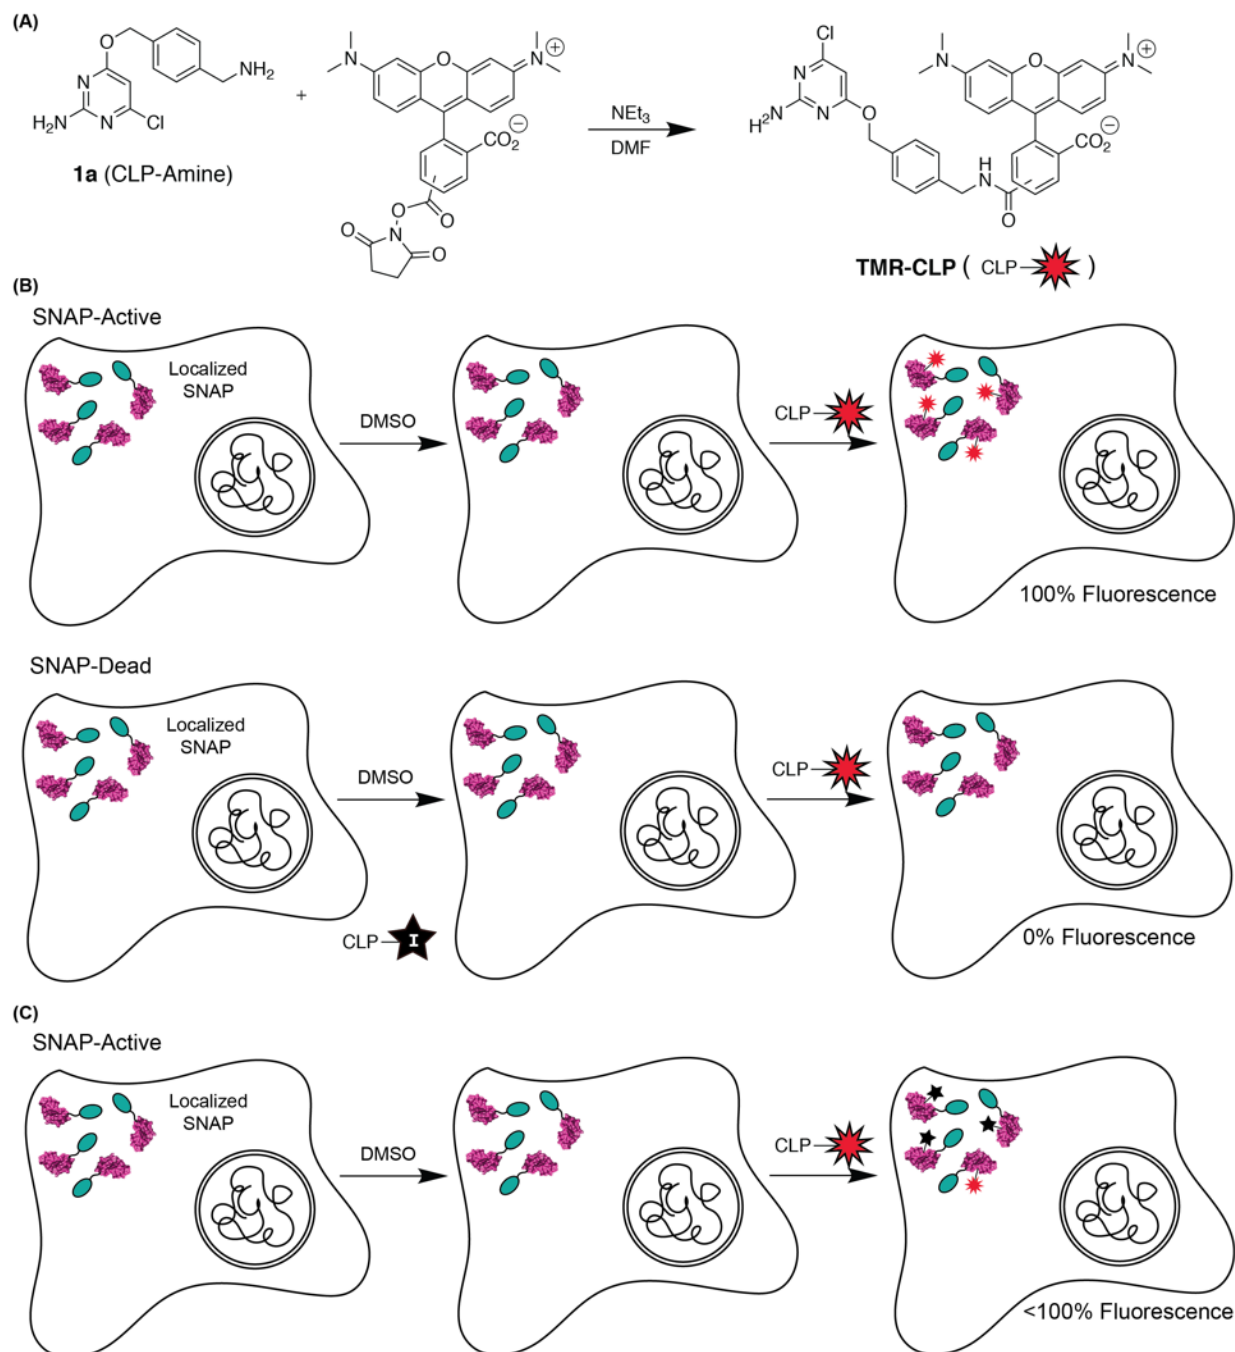 (A)
O
NH2
N
H2N
N
Cl
1a (CLP-Amine)
+
N
O
N
+
CO2
−
O
O
O
N
O
O
NEt3
DMF
Cl
N
H2N
N
O
H
N
O
N
O
N
+
CO2
−
TMR-CLP ( CLP )
(B)
SNAP-Active
Localized
SNAP
DMSO
CLP
100% Fluorescence
SNAP-Dead
Localized
SNAP
DMSO
CLP
0% Fluorescence
CLP I
(C)
SNAP-Active
Localized
SNAP
DMSO
CLP
<100% Fluorescence